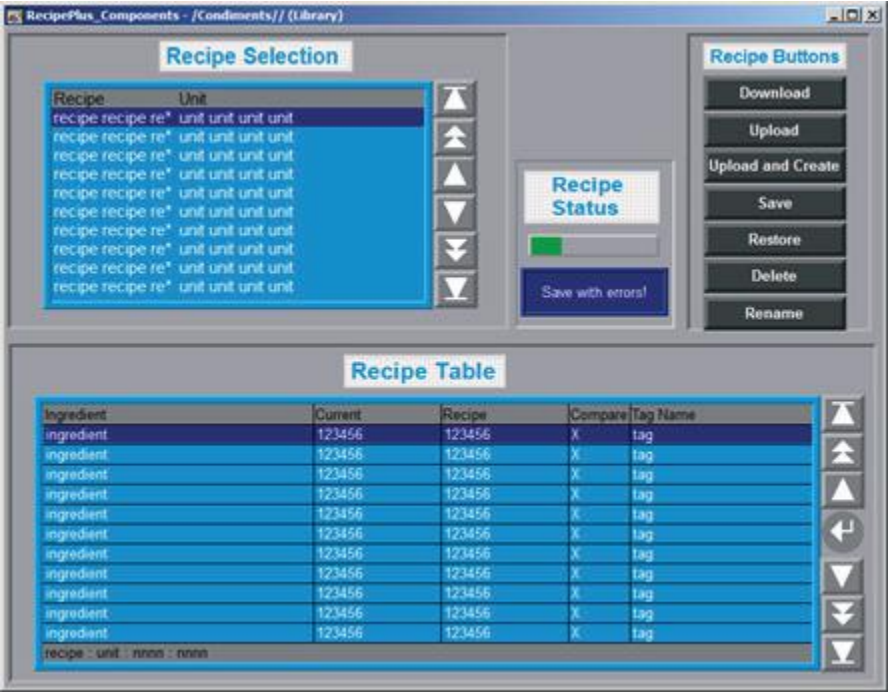 RecipePlus_Components - /Condiments// (Library)
Recipe Selection
Recipe Unit
recipe recipe re* unit unit unit unit
recipe recipe re* unit unit unit unit
recipe recipe re* unit unit unit unit
recipe recipe re* unit unit unit unit
recipe recipe re* unit unit unit unit
recipe recipe re* unit unit unit unit
recipe recipe re* unit unit unit unit
recipe recipe re* unit unit unit unit
recipe recipe re* unit unit unit unit
recipe recipe re* unit unit unit unit
Recipe
Status
Save with errors!
Recipe Buttons
Download
Upload
Upload and Create
Save
Restore
Delete
Rename
Recipe Table
Ingredient Current Recipe Compare Tag Name
ingredient 123456 123456 X tag
ingredient 123456 123456 X tag
ingredient 123456 123456 X tag
ingredient 123456 123456 X tag
ingredient 123456 123456 X tag
ingredient 123456 123456 X tag
ingredient 123456 123456 X tag
ingredient 123456 123456 X tag
ingredient 123456 123456 X tag
ingredient 123456 123456 X tag
ingredient 123456 123456 X tag
recipe : unit : nnnn : nnnn